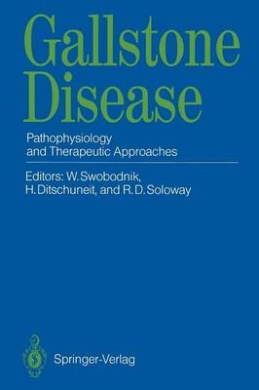 Gallstone
Disease
Pathophysiology
and Therapeutic Approaches
Editors: W. Swobodnik,
H. Ditschuneit, and R. D. Soloway
Springer-Verlag